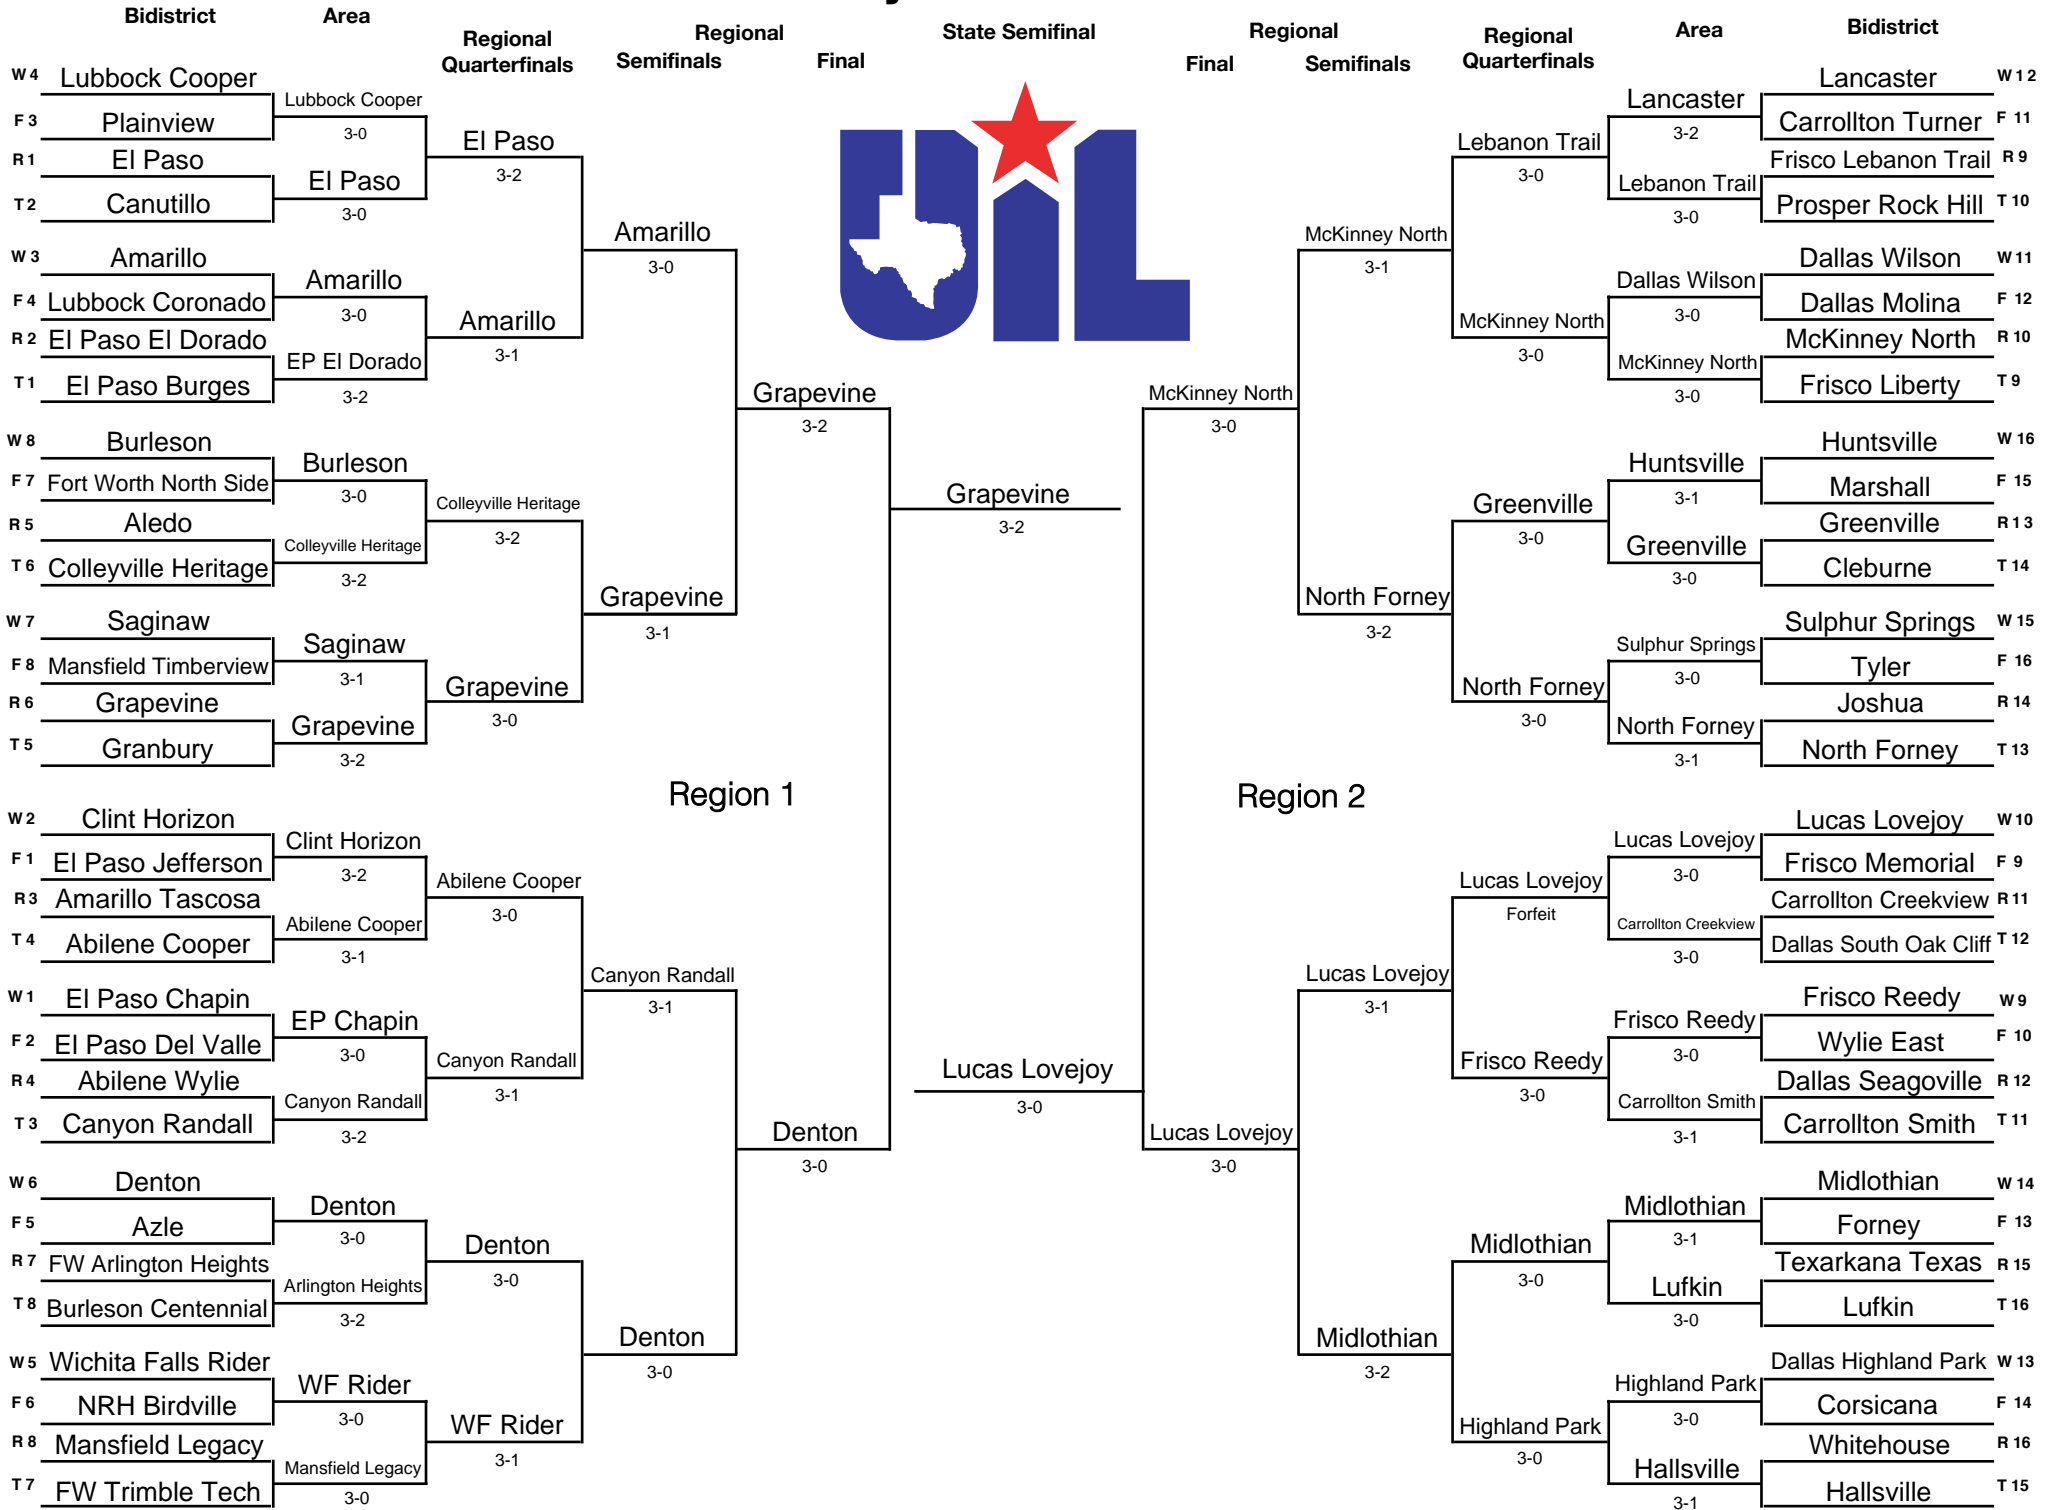 Bidistrict
Area
Regional
Quarterfinals
Regional
Semifinals
Final
State Semifinal
Regional
Final
Semifinals
Regional
Quarterfinals
Area
Bidistrict
W 4 Lubbock Cooper
F 3 Plainview
R 1 El Paso
T 2 Canutillo
W 3 Amarillo
F 4 Lubbock Coronado
R 2 El Paso El Dorado
T 1 El Paso Burges
W 8 Burleson
F 7 Fort Worth North Side
R 5 Aledo
T 6 Colleyville Heritage
W 7 Saginaw
F 8 Mansfield Timberview
R 6 Grapevine
T 5 Granbury
W 2 Clint Horizon
F 1 El Paso Jefferson
R 3 Amarillo Tascosa
T 4 Abilene Cooper
W 1 El Paso Chapin
F 2 El Paso Del Valle
R 4 Abilene Wylie
T 3 Canyon Randall
W 6 Denton
F 5 Azle
R 7 FW Arlington Heights
T 8 Burleson Centennial
W 5 Wichita Falls Rider
F 6 NRH Birdville
R 8 Mansfield Legacy
T 7 FW Trimble Tech
Lubbock Cooper
3-0
El Paso
3-0
Amarillo
3-0
EP El Dorado
3-2
Burleson
3-0
Colleyville Heritage
3-2
Saginaw
3-1
Grapevine
3-2
Clint Horizon
3-2
Abilene Cooper
3-1
EP Chapin
3-0
Canyon Randall
3-2
Denton
3-0
Arlington Heights
3-2
WF Rider
3-0
Mansfield Legacy
3-0
El Paso
3-2
Amarillo
3-1
Colleyville Heritage
3-2
Grapevine
3-0
Abilene Cooper
3-0
Canyon Randall
3-1
Denton
3-0
WF Rider
3-1
Amarillo
3-0
Grapevine
3-1
Canyon Randall
3-1
Denton
3-0
Grapevine
3-2
Denton
3-0
Region 1
UIL
Grapevine
3-2
Lucas Lovejoy
3-0
Region 2
McKinney North
3-0
Lucas Lovejoy
3-0
McKinney North
3-1
North Forney
3-2
Lucas Lovejoy
3-1
Midlothian
3-2
Lebanon Trail
3-0
McKinney North
3-0
Greenville
3-0
North Forney
3-0
Lucas Lovejoy
Forfeit
Frisco Reedy
3-0
Midlothian
3-0
Highland Park
3-0
Lancaster
3-2
Lebanon Trail
3-0
Dallas Wilson
3-0
McKinney North
3-0
Huntsville
3-1
Greenville
3-0
Sulphur Springs
3-0
North Forney
3-1
Lucas Lovejoy
3-0
Carrollton Creekview
3-0
Frisco Reedy
3-0
Carrollton Smith
3-1
Midlothian
3-1
Lufkin
3-0
Highland Park
3-0
Hallsville
3-1
Lancaster W 1 2
Carrollton Turner F 11
Frisco Lebanon Trail R 9
Prosper Rock Hill T 10
Dallas Wilson W 11
Dallas Molina F 12
McKinney North R 10
Frisco Liberty T 9
Huntsville W 16
Marshall F 15
Greenville R 1 3
Cleburne T 14
Sulphur Springs W 15
Tyler F 16
Joshua R 14
North Forney T 13
Lucas Lovejoy W 10
Frisco Memorial F 9
Carrollton Creekview R 11
Dallas South Oak Cliff T 12
Frisco Reedy W 9
Wylie East F 10
Dallas Seagoville R 12
Carrollton Smith T 11
Midlothian W 14
Forney F 13
Texarkana Texas R 15
Lufkin T 16
Dallas Highland Park W 13
Corsicana F 14
Whitehouse R 16
Hallsville T 15